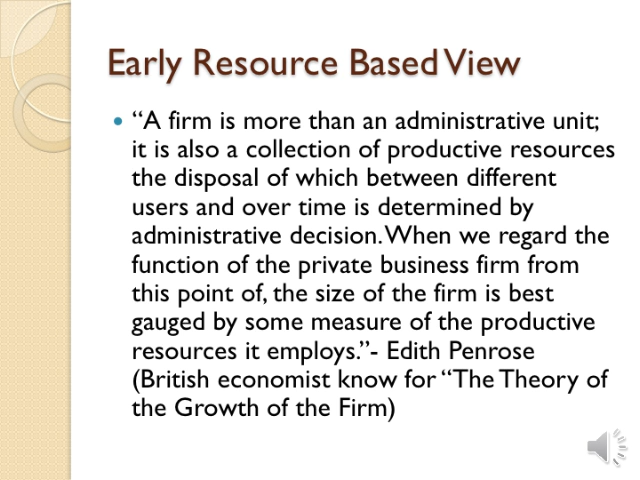 Early Resource Based View
“A firm is more than an administrative unit;
it is also a collection of productive resources
the disposal of which between different
users and over time is determined by
administrative decision. When we regard the
function of the private business firm from
this point of, the size of the firm is best
gauged by some measure of the productive
resources it employs.”- Edith Penrose
(British economist know for “The Theory of
the Growth of the Firm)